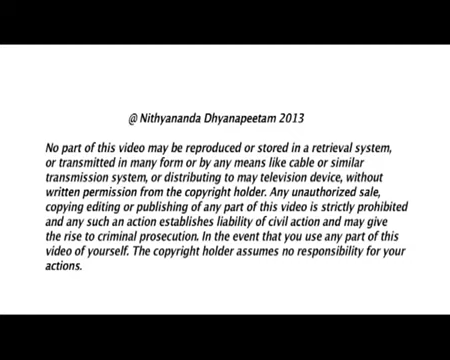 @ Nithyananda Dhyanapeetam 2013
No part of this video may be reproduced or stored in a retrieval system,
or transmitted in many form or by any means like cable or similar
transmission system, or distributing to may television device, without
written permission from the copyright holder. Any unauthorized sale,
copying editing or publishing of any part of this video is strictly prohibited
and any such an action establishes liability of civil action and may give
the rise to criminal prosecution. In the event that you use any part of this
video of yourself. The copyright holder assumes no responsibility for your
actions.